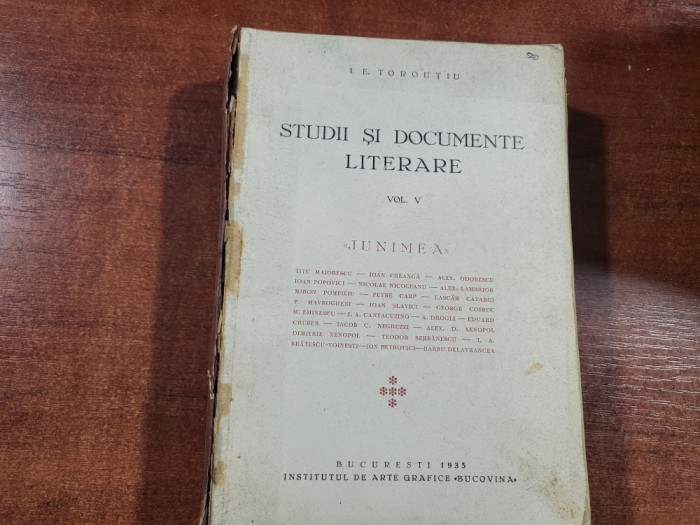 I. E. TOROUȚIU
STUDII ȘI DOCUMENTE
LITERARE
VOL. V
«JUNIMEA»
TITU MAIORESCU — IOAN CREANGĂ — ALEX. ODOBESCU
IOAN POPOVICI — NICOLAE NICOLEANU — ALEX. LAMBRIOR
MIRON POMPILIU — PETRE CARP — LASCĂR CATARGI
P. MAVROGHENI — IOAN SLAVICI — GEORGE COȘBUC
M. EMINESCU — I. A. CANTACUZINO — A. DROGLI — EDUARD
GRUBER — IACOB C. NEGRUZZI — ALEX. D. XENOPOL
DIMITRIE XENOPOL — TEODOR ȘERBĂNESCU — I. A.
BRĂTESCU-VOINEȘTI — ION PETROVICI — BARBU DELAVRANCEA
BUCUREȘTI 1935
INSTITUTUL DE ARTE GRAFICE «BUCOVINA»